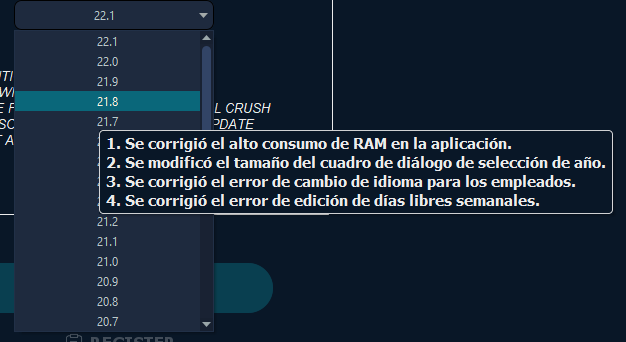 22.1
22.1
22.0
21.9
21.8
21.7
L CRUSH
PDATE
1. Se corrigió el alto consumo de RAM en la aplicación.
2. Se modificó el tamaño del cuadro de diálogo de selección de año.
3. Se corrigió el error de cambio de idioma para los empleados.
4. Se corrigió el error de edición de días libres semanales.
21.2
21.1
21.0
20.9
20.8
20.7
REGISTER